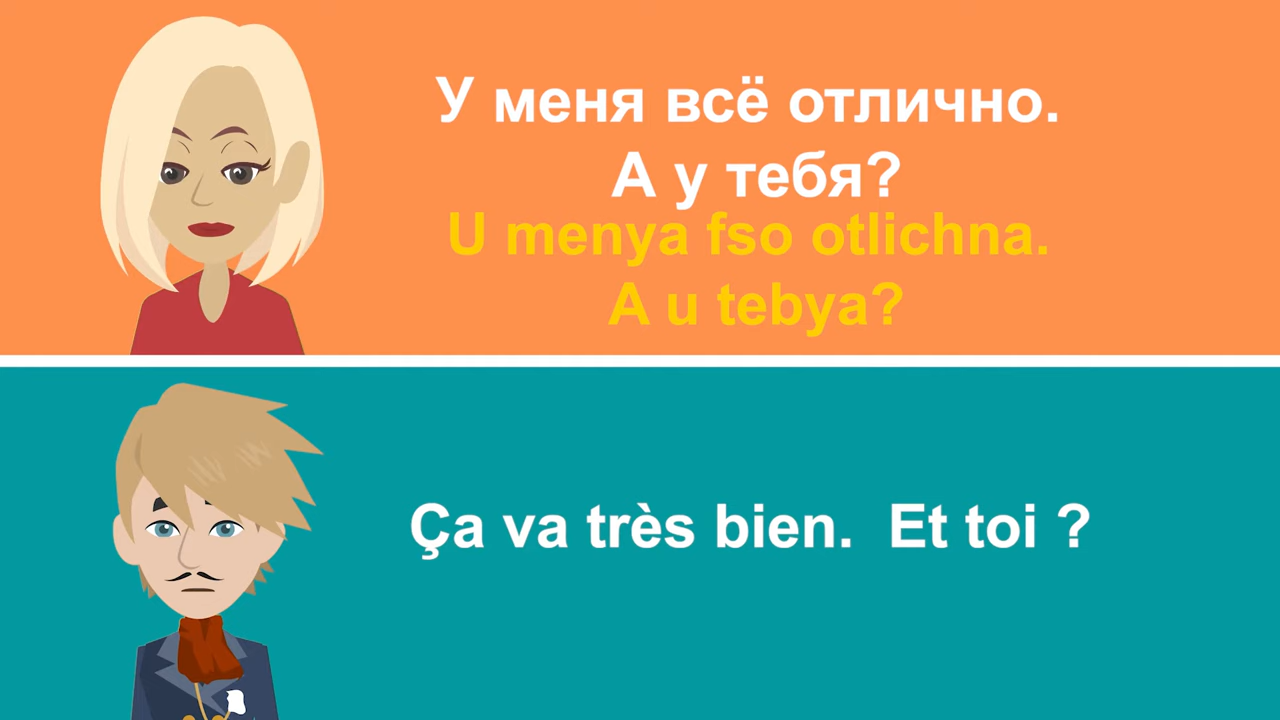 У меня всё отлично.
А у тебя?
U menya fso otlichna.
A u tebya?
Ça va très bien.  Et toi ?